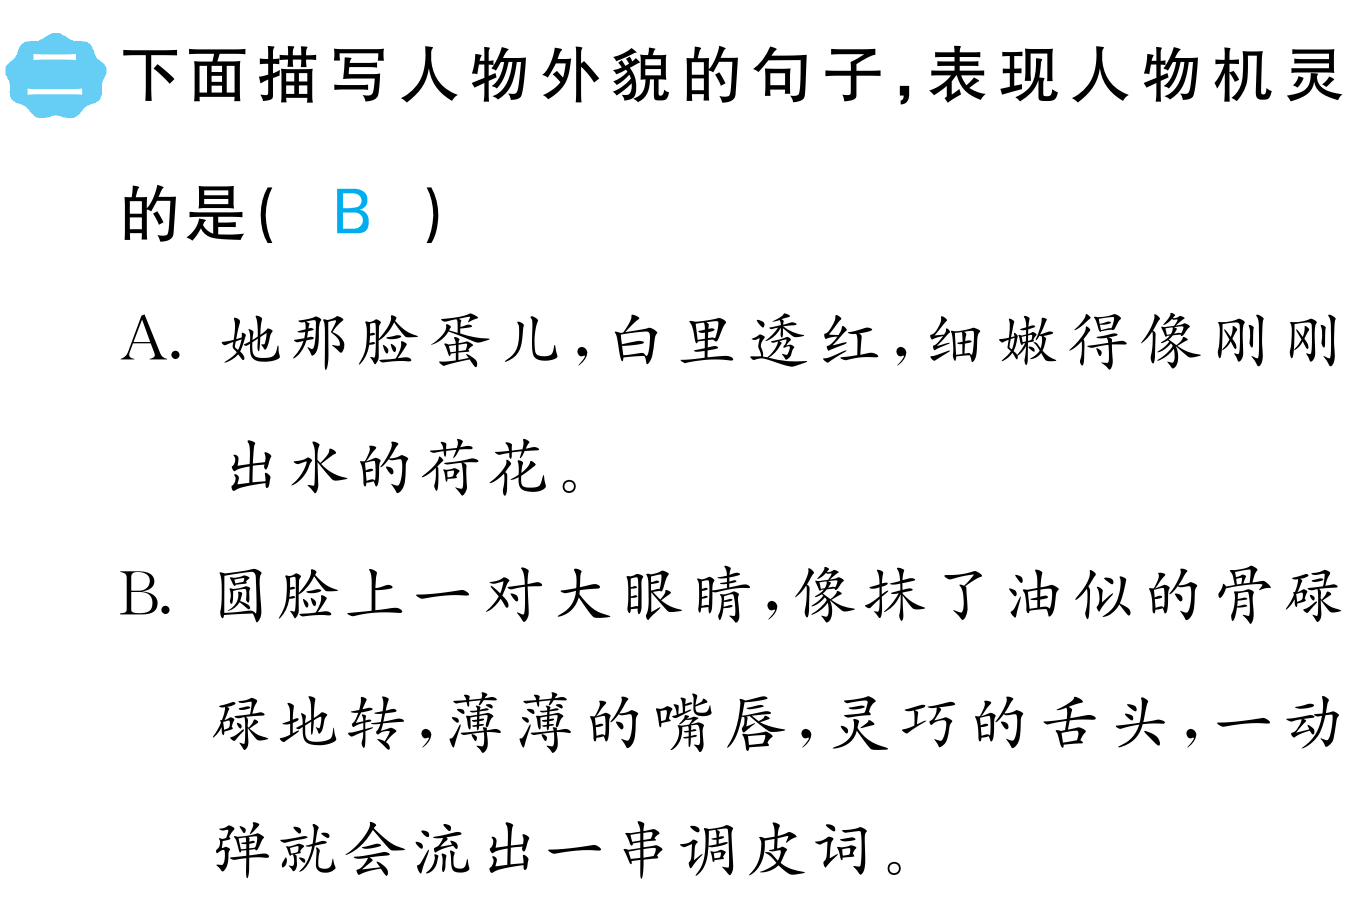 二 下面描写人物外貌的句子,表现人物机灵
的是( B )
A. 她那脸蛋儿,白里透红,细嫩得像刚刚
出水的荷花。
B. 圆脸上一对大眼睛,像抹了油似的骨碌
碌地转,薄薄的嘴唇,灵巧的舌头,一动
弹就会流出一串调皮词。